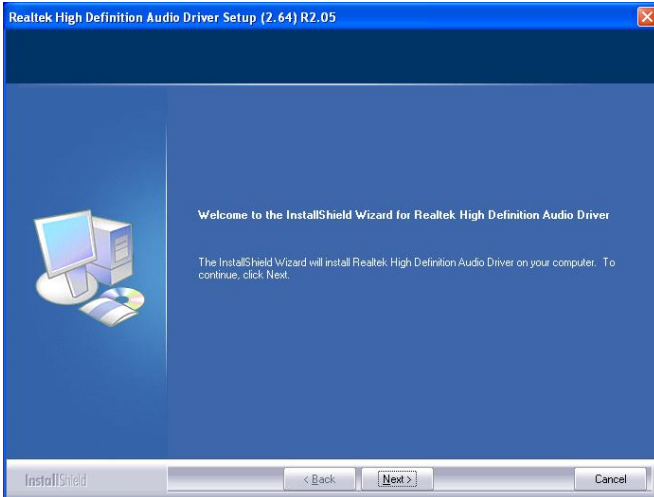 Realtek High Definition Audio Driver Setup (2.64) R2.05
Welcome to the InstallShield Wizard for Realtek High Definition Audio Driver
The InstallShield Wizard will install Realtek High Definition Audio Driver on your computer. To
continue, click Next.
InstallShield
< Back
Next >
Cancel